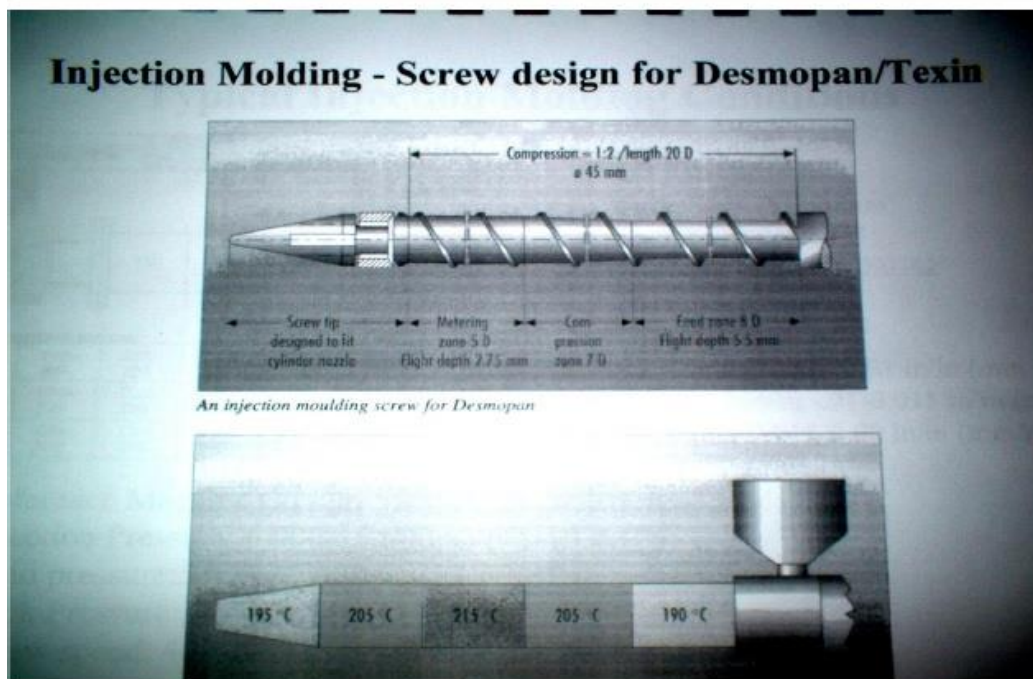 Injection Molding - Screw design for Desmopan/Texin
Compression = 1:2 /length 20 D
ø 45 mm
Screw tip
designed to fit
cylinder nozzle
Metering
zone 5 D
Flight depth 2.75 mm
Com
pression
zone 7 D
Feed zone 8 D
Flight depth 5.5 mm
An injection moulding screw for Desmopan
195 °C
205 °C
215 °C
205 °C
190 °C